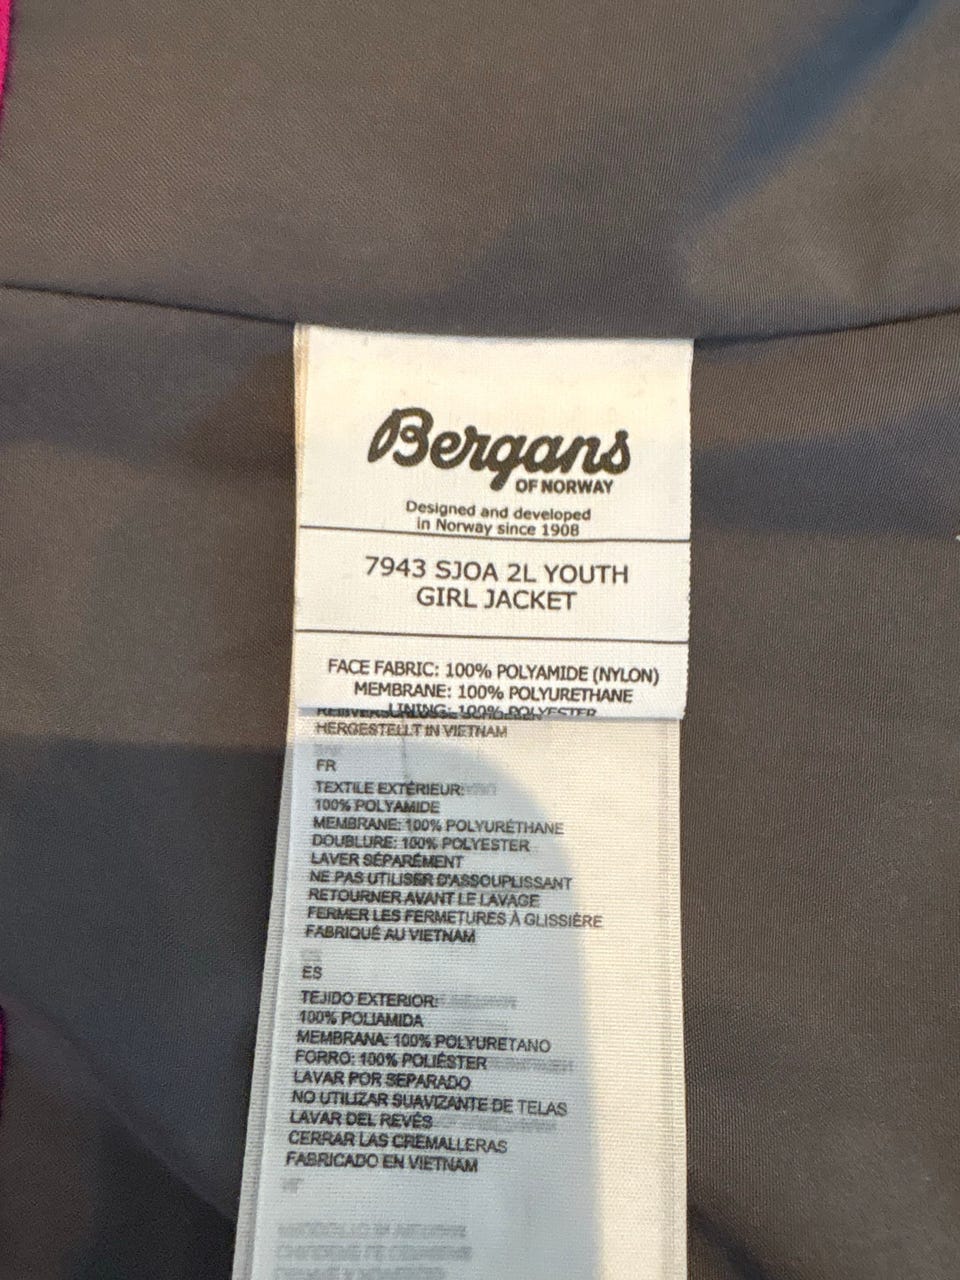 Bergans
OF NORWAY
Designed and developed
in Norway since 1908
7943 SJOA 2L YOUTH
GIRL JACKET
FACE FABRIC: 100% POLYAMIDE (NYLON)
MEMBRANE: 100% POLYURETHANE
LINING: 100% POLYESTER
HERGESTELLT IN VIETNAM
FR
TEXTILE EXTÉRIEUR:
100% POLYAMIDE
MEMBRANE: 100% POLYURÉTHANE
DOUBLURE: 100% POLYESTER
LAVER SÉPARÉMENT
NE PAS UTILISER D'ASSOUPLISSANT
RETOURNER AVANT LE LAVAGE
FERMER LES FERMETURES À GLISSIÈRE
FABRIQUÉ AU VIETNAM
ES
TEJIDO EXTERIOR:
100% POLIAMIDA
MEMBRANA: 100% POLYURETANO
FORRO: 100% POLIÉSTER
LAVAR POR SEPARADO
NO UTILIZAR SUAVIZANTE DE TELAS
LAVAR DEL REVÉS
CERRAR LAS CREMALLERAS
FABRICADO EN VIETNAM